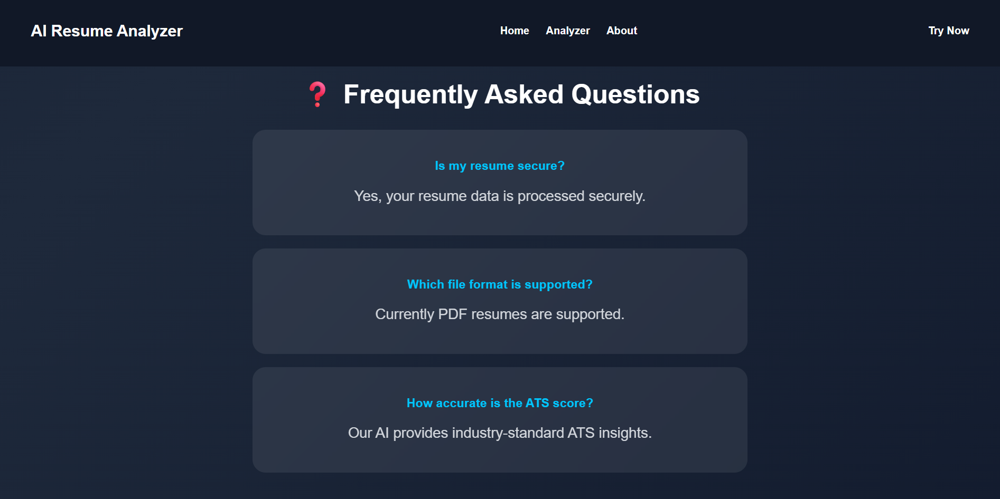 AI Resume Analyzer
Home Analyzer About
Try Now
❓ Frequently Asked Questions
Is my resume secure?
Yes, your resume data is processed securely.
Which file format is supported?
Currently PDF resumes are supported.
How accurate is the ATS score?
Our AI provides industry-standard ATS insights.